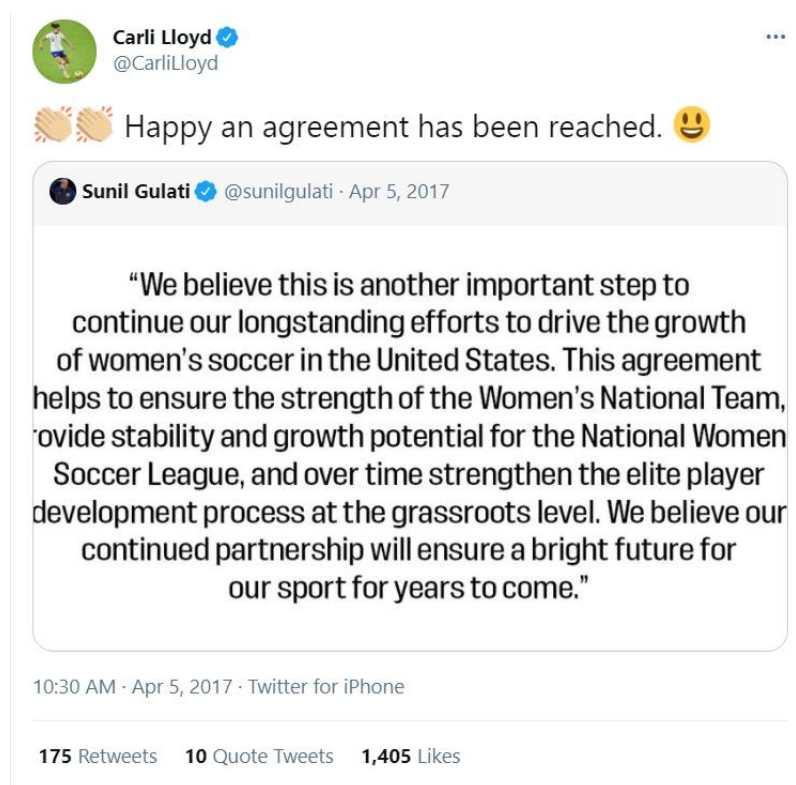 Carli Lloyd
@CarliLloyd
👏👏 Happy an agreement has been reached. 😃
Sunil Gulati @sunilgulati · Apr 5, 2017
“We believe this is another important step to
continue our longstanding efforts to drive the growth
of women’s soccer in the United States. This agreement
helps to ensure the strength of the Women’s National Team,
ovide stability and growth potential for the National Women
Soccer League, and over time strengthen the elite player
development process at the grassroots level. We believe our
continued partnership will ensure a bright future for
our sport for years to come.”
10:30 AM · Apr 5, 2017 · Twitter for iPhone
175 Retweets 10 Quote Tweets 1,405 Likes